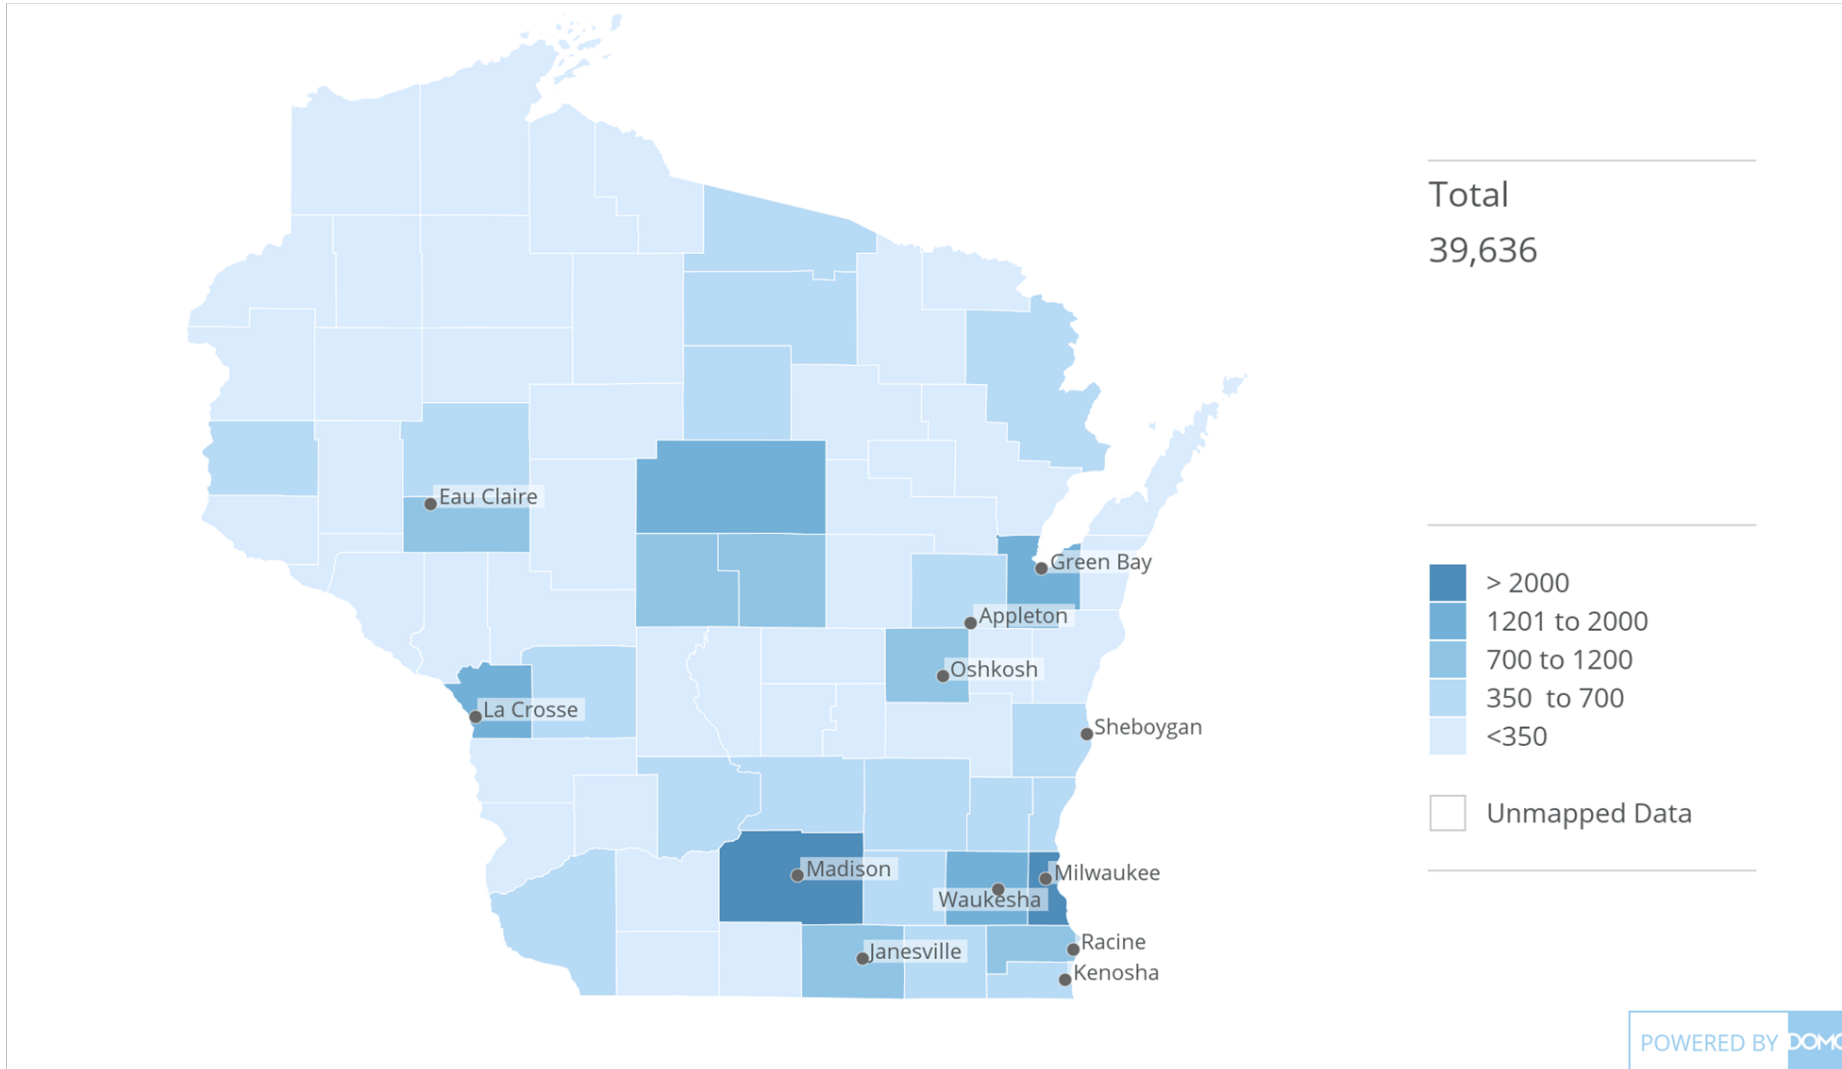 Total
39,636
Eau Claire
Green Bay
Appleton
Oshkosh
La Crosse
Sheboygan
> 2000
1201 to 2000
700 to 1200
350 to 700
<350
Unmapped Data
Madison
Milwaukee
Waukesha
Janesville
Racine
Kenosha
POWERED BY DOMO